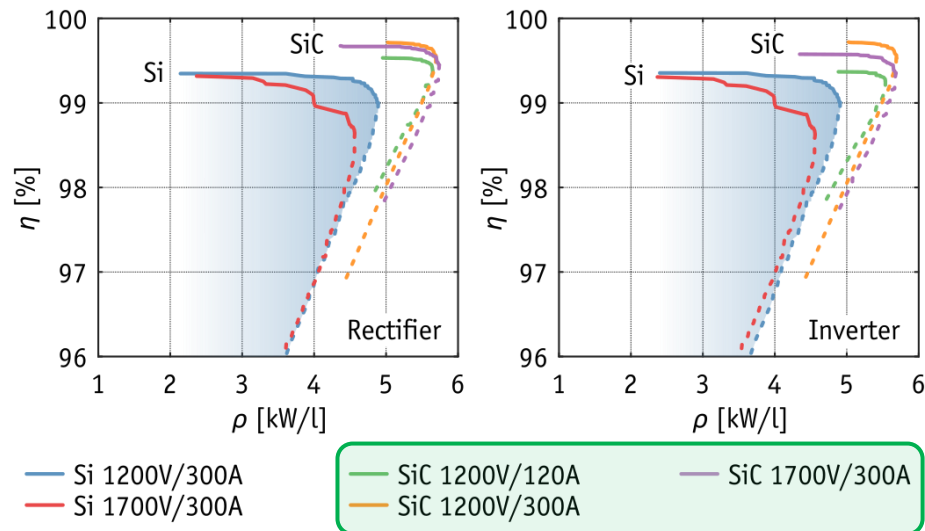 100%
99
98
97
96
η [%]
SiC
Si
Rectifier
1 2 3 4 5 6
ρ [kW/l]
100%
99
98
97
96
η [%]
SiC
Si
Inverter
1 2 3 4 5 6
ρ [kW/l]
Si 1200V/300A
Si 1700V/300A
SiC 1200V/120A
SiC 1200V/300A
SiC 1700V/300A